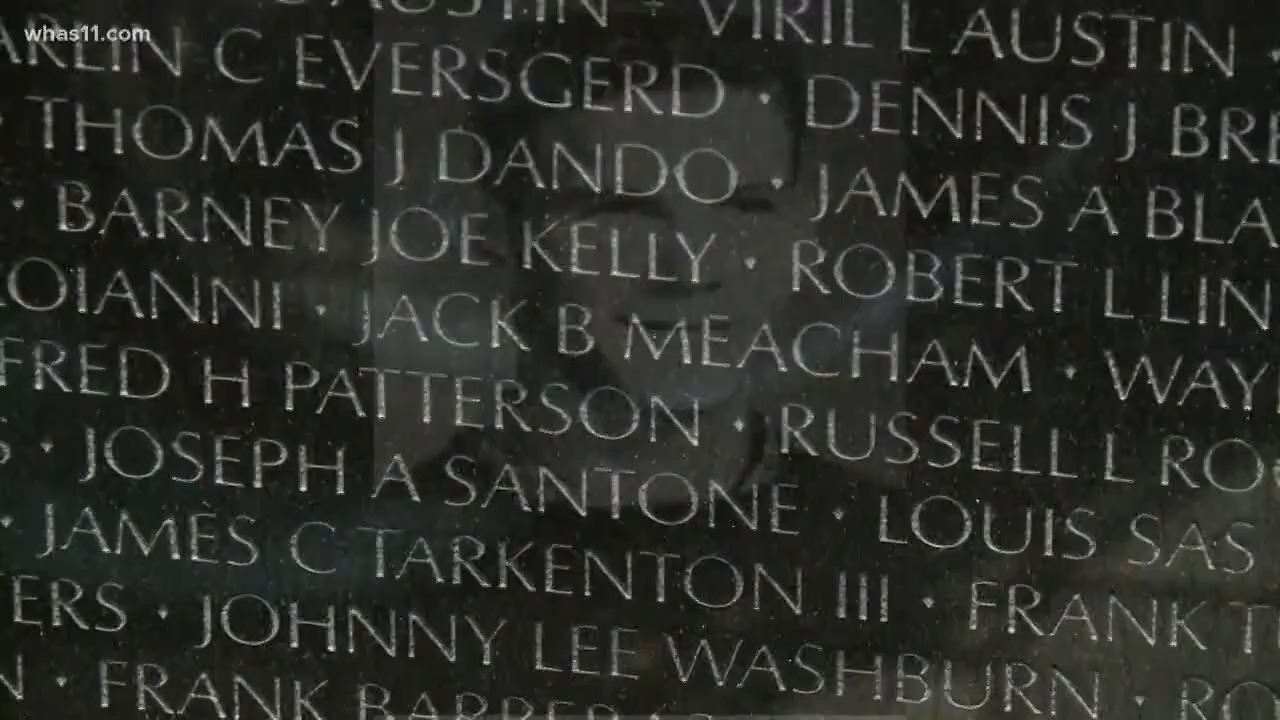 whas11.com
AUSTIN + VIRIL L AUSTIN
C EVERSGERD · DENNIS J
THOMAS J DANDO · JAMES A
· BARNEY JOE KELLY · ROBERT L
· JACK B MEACHAM ·
H PATTERSON · RUSSELL L
· JOSEPH A SANTONE · LOUIS
· JAMES C TARKENTON III · FRANK
· JOHNNY LEE WASHBURN ·
· FRANK